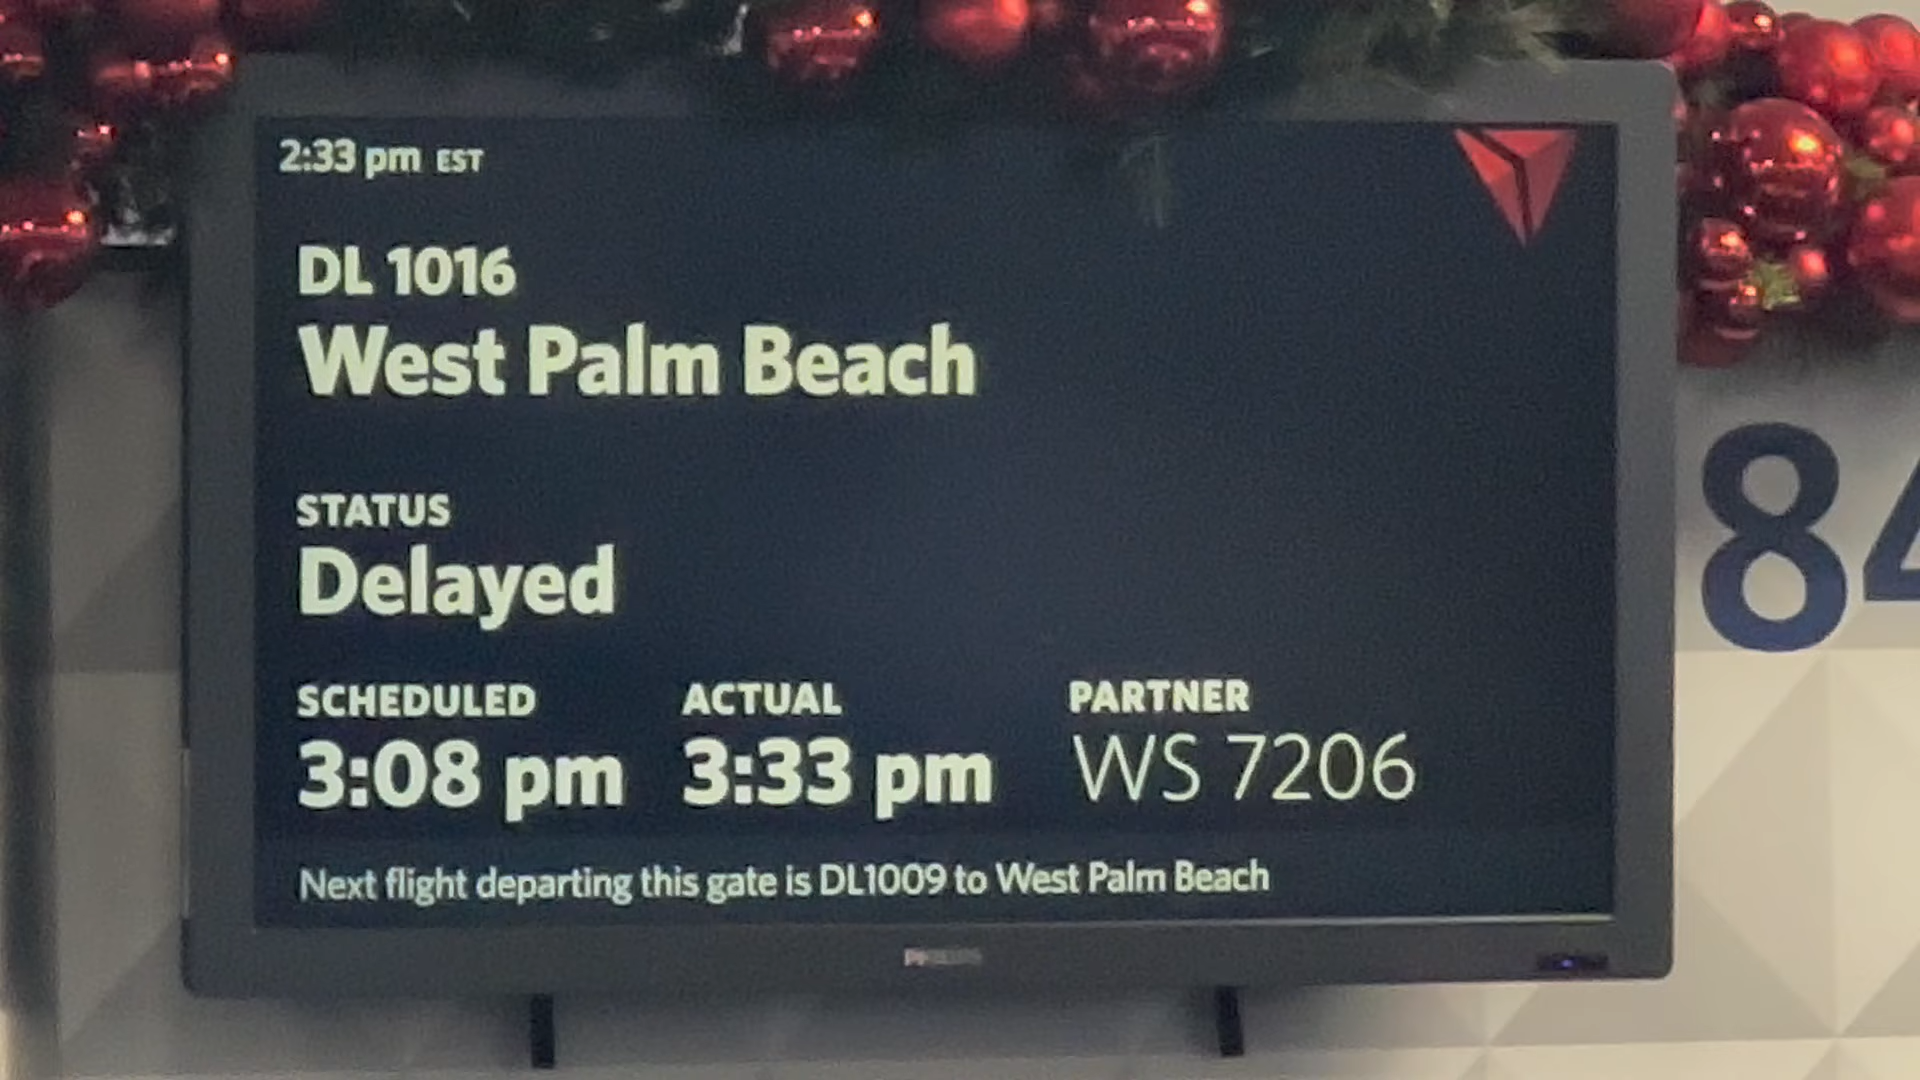 2:33 pm EST
DL 1016
West Palm Beach
STATUS
Delayed
SCHEDULED
ACTUAL
PARTNER
3:08 pm
3:33 pm
WS 7206
Next flight departing this gate is DL1009 to West Palm Beach
PHILIPS
84